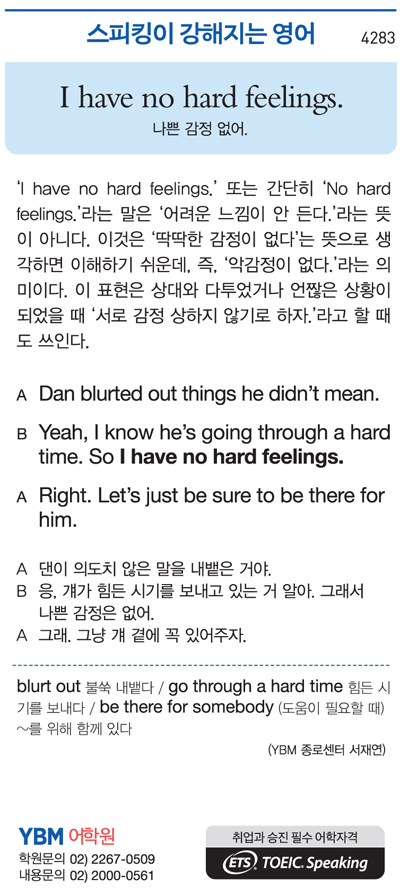 스피킹이 강해지는 영어
4283
I have no hard feelings.
나쁜 감정 없어.
‘I have no hard feelings.’ 또는 간단히 ‘No hard
feelings.’라는 말은 ‘어려운 느낌이 안 든다.’라는 뜻
이 아니다. 이것은 ‘딱딱한 감정이 없다’는 뜻으로 생
각하면 이해하기 쉬운데, 즉, ‘악감정이 없다.’라는 의
미이다. 이 표현은 상대와 다투었거나 언짢은 상황이
되었을 때 ‘서로 감정 상하지 않기로 하자.’라고 할 때
도 쓰인다.
A Dan blurted out things he didn’t mean.
B Yeah, I know he’s going through a hard
time. So I have no hard feelings.
A Right. Let’s just be sure to be there for
him.
A 댄이 의도치 않은 말을 내뱉은 거야.
B 응, 걔가 힘든 시기를 보내고 있는 거 알아. 그래서
나쁜 감정은 없어.
A 그래. 그냥 걔 곁에 꼭 있어주자.
blurt out 불쑥 내뱉다 / go through a hard time 힘든 시
기를 보내다 / be there for somebody (도움이 필요할 때)
~를 위해 함께 있다
(YBM 종로센터 서재연)
YBM 어학원
학원문의 02) 2267-0509
내용문의 02) 2000-0561
취업과 승진 필수 어학자격
ETS TOEIC. Speaking